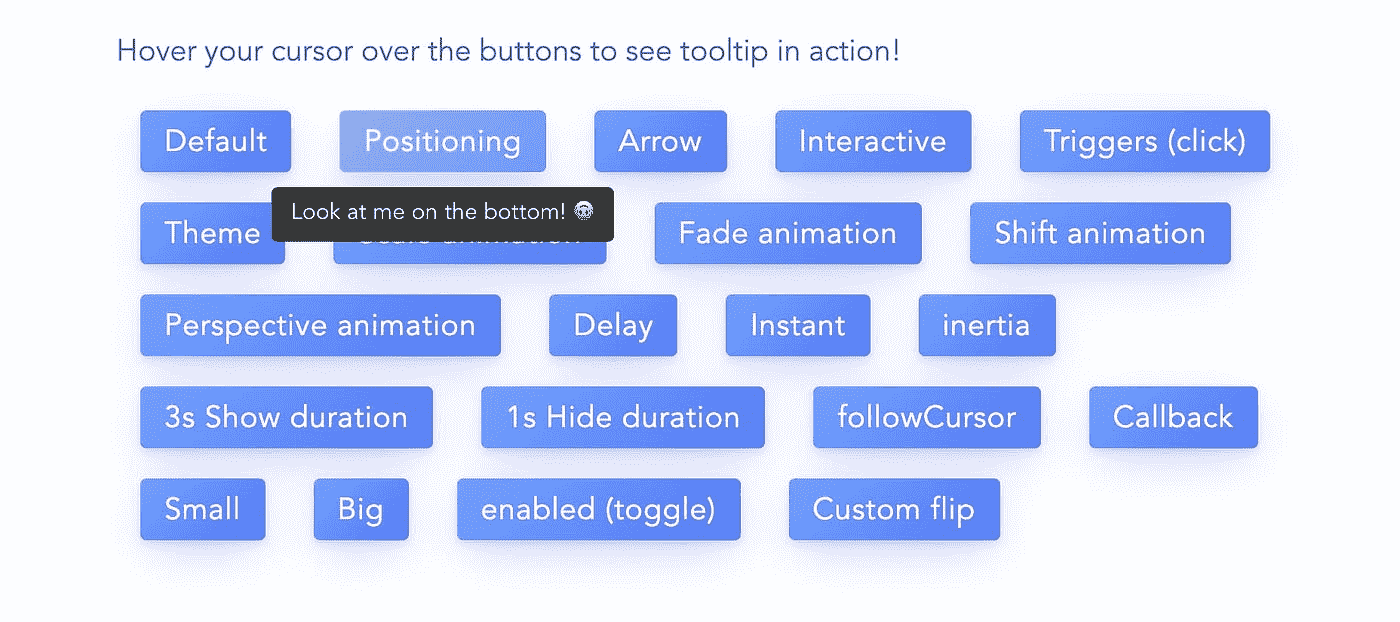 Hover your cursor over the buttons to see tooltip in action!
Default Positioning Arrow Interactive Triggers (click)
Look at me on the bottom! 🙃
Theme Fade animation Shift animation
Perspective animation Delay Instant inertia
3s Show duration 1s Hide duration followCursor Callback
Small Big enabled (toggle) Custom flip